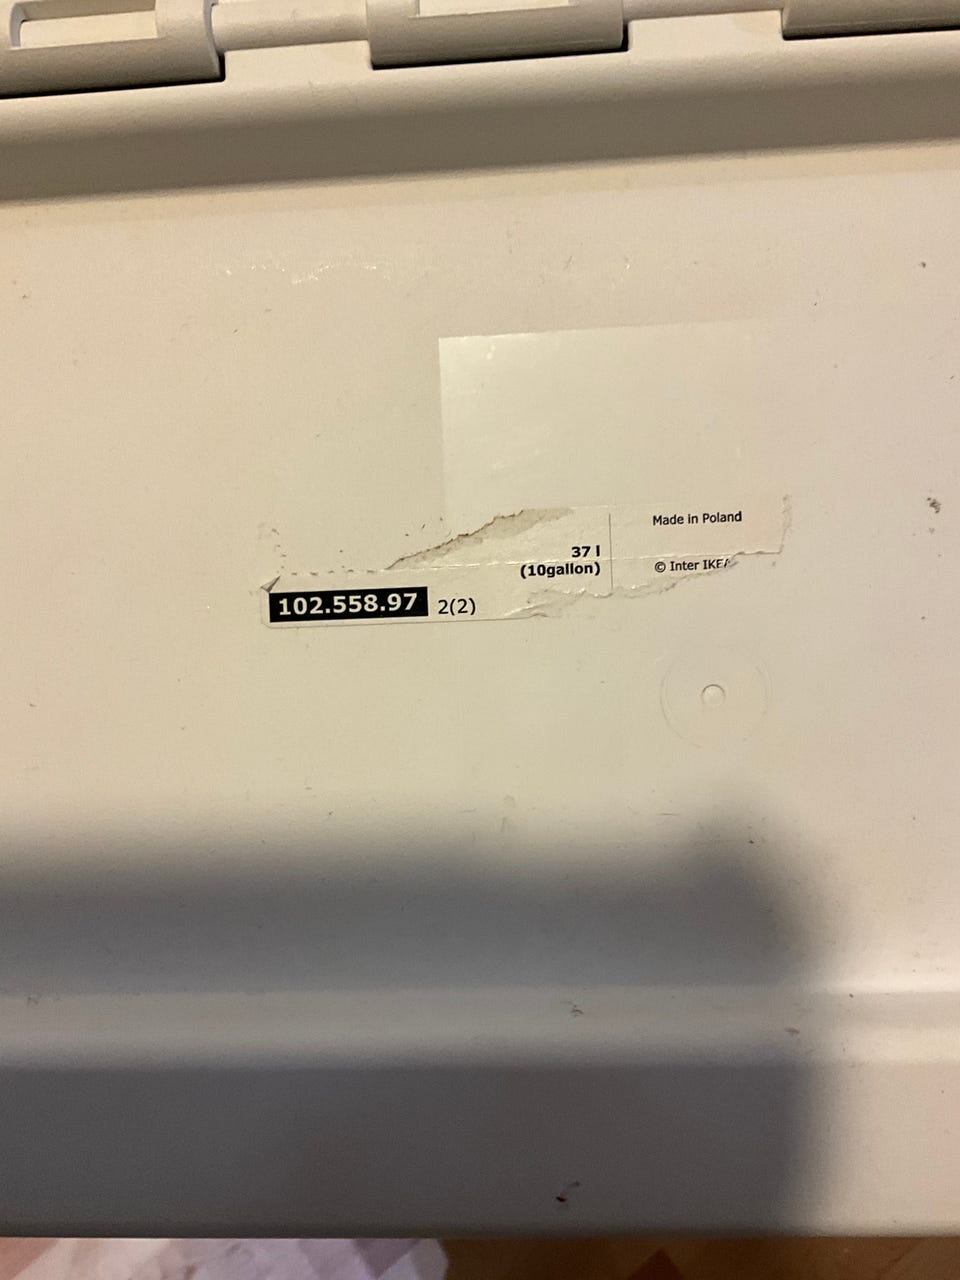 Made in Poland
37 l
(10gallon)
© Inter IKEA
102.558.97 2(2)